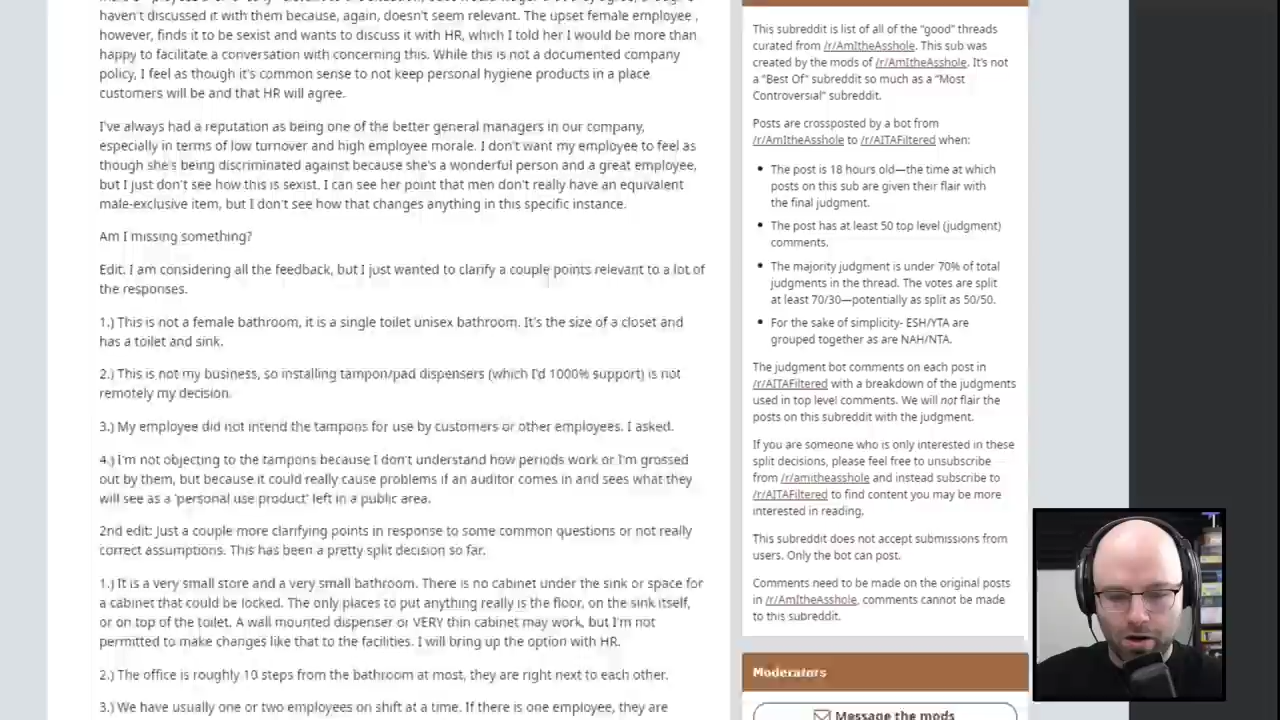 haven't discussed it with them because, again, doesn't seem relevant. The upset female employee ,
however, finds it to be sexist and wants to discuss it with HR, which I told her I would be more than
happy to facilitate a conversation with concerning this. While this is not a documented company
policy, I feel as though it's common sense to not keep personal hygiene products in a place
customers will be and that HR will agree.
I've always had a reputation as being one of the better general managers in our company,
especially in terms of low turnover and high employee morale. I don't want my employee to feel as
though she's being discriminated against because she's a wonderful person and a great employee,
but I just don't see how this is sexist. I can see her point that men don't really have an equivalent
male-exclusive item, but I don't see how that changes anything in this specific instance.
Am I missing something?
Edit: I am considering all the feedback, but I just wanted to clarify a couple points relevant to a lot of
the responses.
1.) This is not a female bathroom, it is a single toilet unisex bathroom. It's the size of a closet and
has a toilet and sink.
2.) This is not my business, so installing tampon/pad dispensers (which I'd 1000% support) is not
remotely my decision.
3.) My employee did not intend the tampons for use by customers or other employees. I asked.
4.) I'm not objecting to the tampons because I don't understand how periods work or I'm grossed
out by them, but because it could really cause problems if an auditor comes in and sees what they
will see as a 'personal use product' left in a public area.
2nd edit: Just a couple more clarifying points in response to some common questions or not really
correct assumptions. This has been a pretty split decision so far.
1.) It is a very small store and a very small bathroom. There is no cabinet under the sink or space for
a cabinet that could be locked. The only places to put anything really is the floor, on the sink itself,
or on top of the toilet. A wall mounted dispenser or VERY thin cabinet may work, but I'm not
permitted to make changes like that to the facilities. I will bring up the option with HR.
2.) The office is roughly 10 steps from the bathroom at most, they are right next to each other.
3.) We have usually one or two employees on shift at a time. If there is one employee, they are
This subreddit is list of all of the "good" threads
curated from /r/AmItheAsshole. This sub was
created by the mods of /r/AmItheAsshole. It's not
a "Best Of" subreddit so much as a "Most
Controversial" subreddit.
Posts are crossposted by a bot from
/r/AmItheAsshole to /r/AITAFiltered when:
• The post is 18 hours old—the time at which
posts on this sub are given their flair with
the final judgment.
• The post has at least 50 top level (judgment)
comments.
• The majority judgment is under 70% of total
judgments in the thread. The votes are split
at least 70/30—potentially as split as 50/50.
• For the sake of simplicity- ESH/YTA are
grouped together as are NAH/NTA.
The judgment bot comments on each post in
/r/AITAFiltered with a breakdown of the judgments
used in top level comments. We will not flair the
posts on this subreddit with the judgment.
If you are someone who is only interested in these
split decisions, please feel free to unsubscribe
from /r/amitheasshole and instead subscribe to
/r/AITAFiltered to find content you may be more
interested in reading.
This subreddit does not accept submissions from
users. Only the bot can post.
Comments need to be made on the original posts
in /r/AmItheAsshole, comments cannot be made
to this subreddit.
Moderators
Message the mods